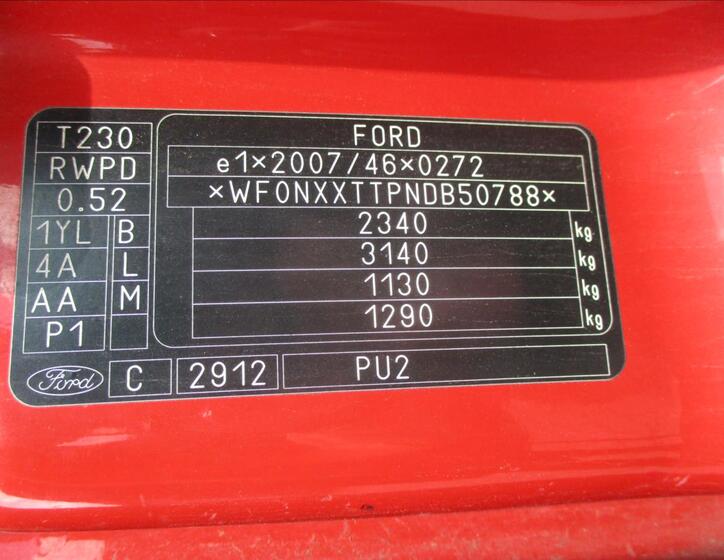 T230
RWPD
0.52
1YL B
4A L
AA M
P1
FORD
e1×2007/46×0272
×WF0NXXTTPNDB50788×
2340 kg
3140 kg
1130 kg
1290 kg
Ford C 2912 PU2